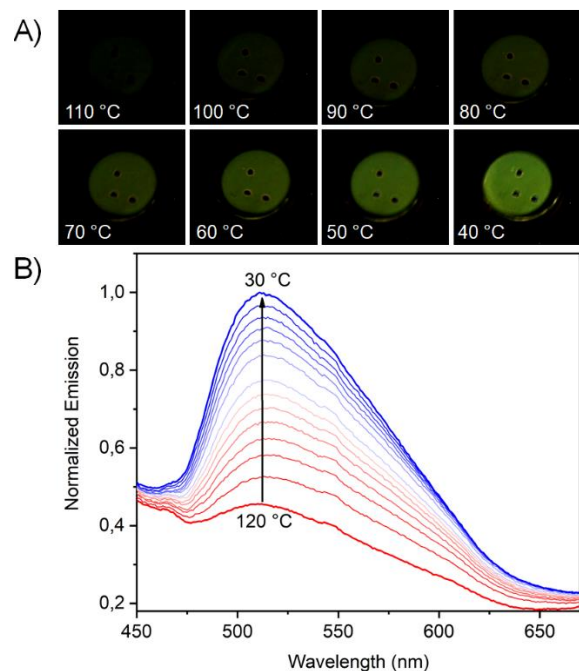 A)
110 °C 100 °C 90 °C 80 °C
70 °C 60 °C 50 °C 40 °C
B)
30 °C
120 °C
1,0
0,8
0,6
0,4
0,2
Normalized Emission
450 500 550 600 650
Wavelength (nm)